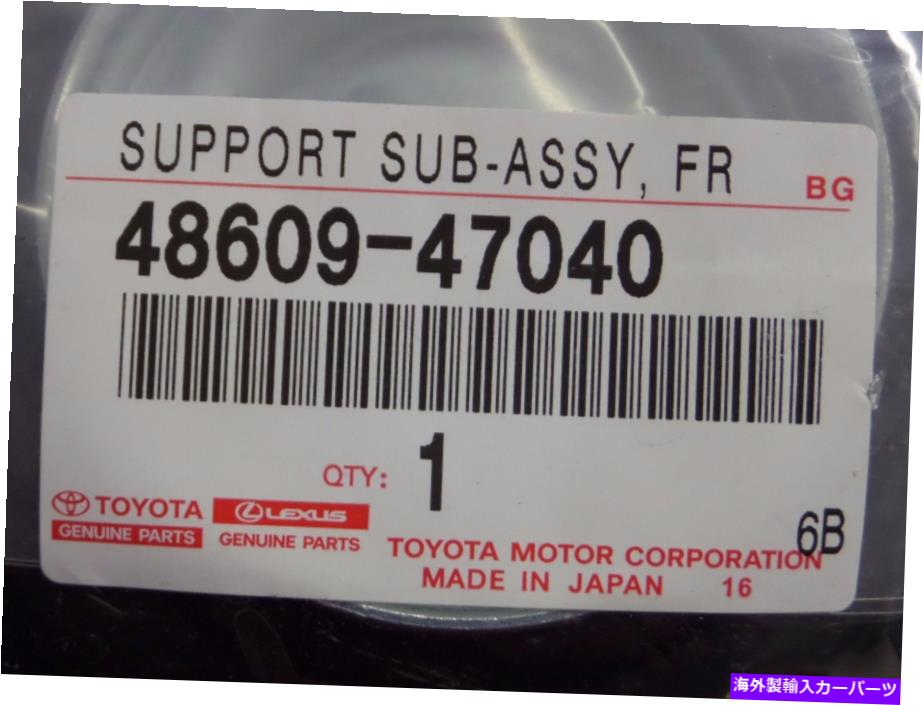 SUPPORT SUB-ASSY, FR
BG
48609-47040
QTY: 1
TOYOTA
GENUINE PARTS
LEXUS
GENUINE PARTS
6B
TOYOTA MOTOR CORPORATION
MADE IN JAPAN 16
海外製輸入カーパーツ